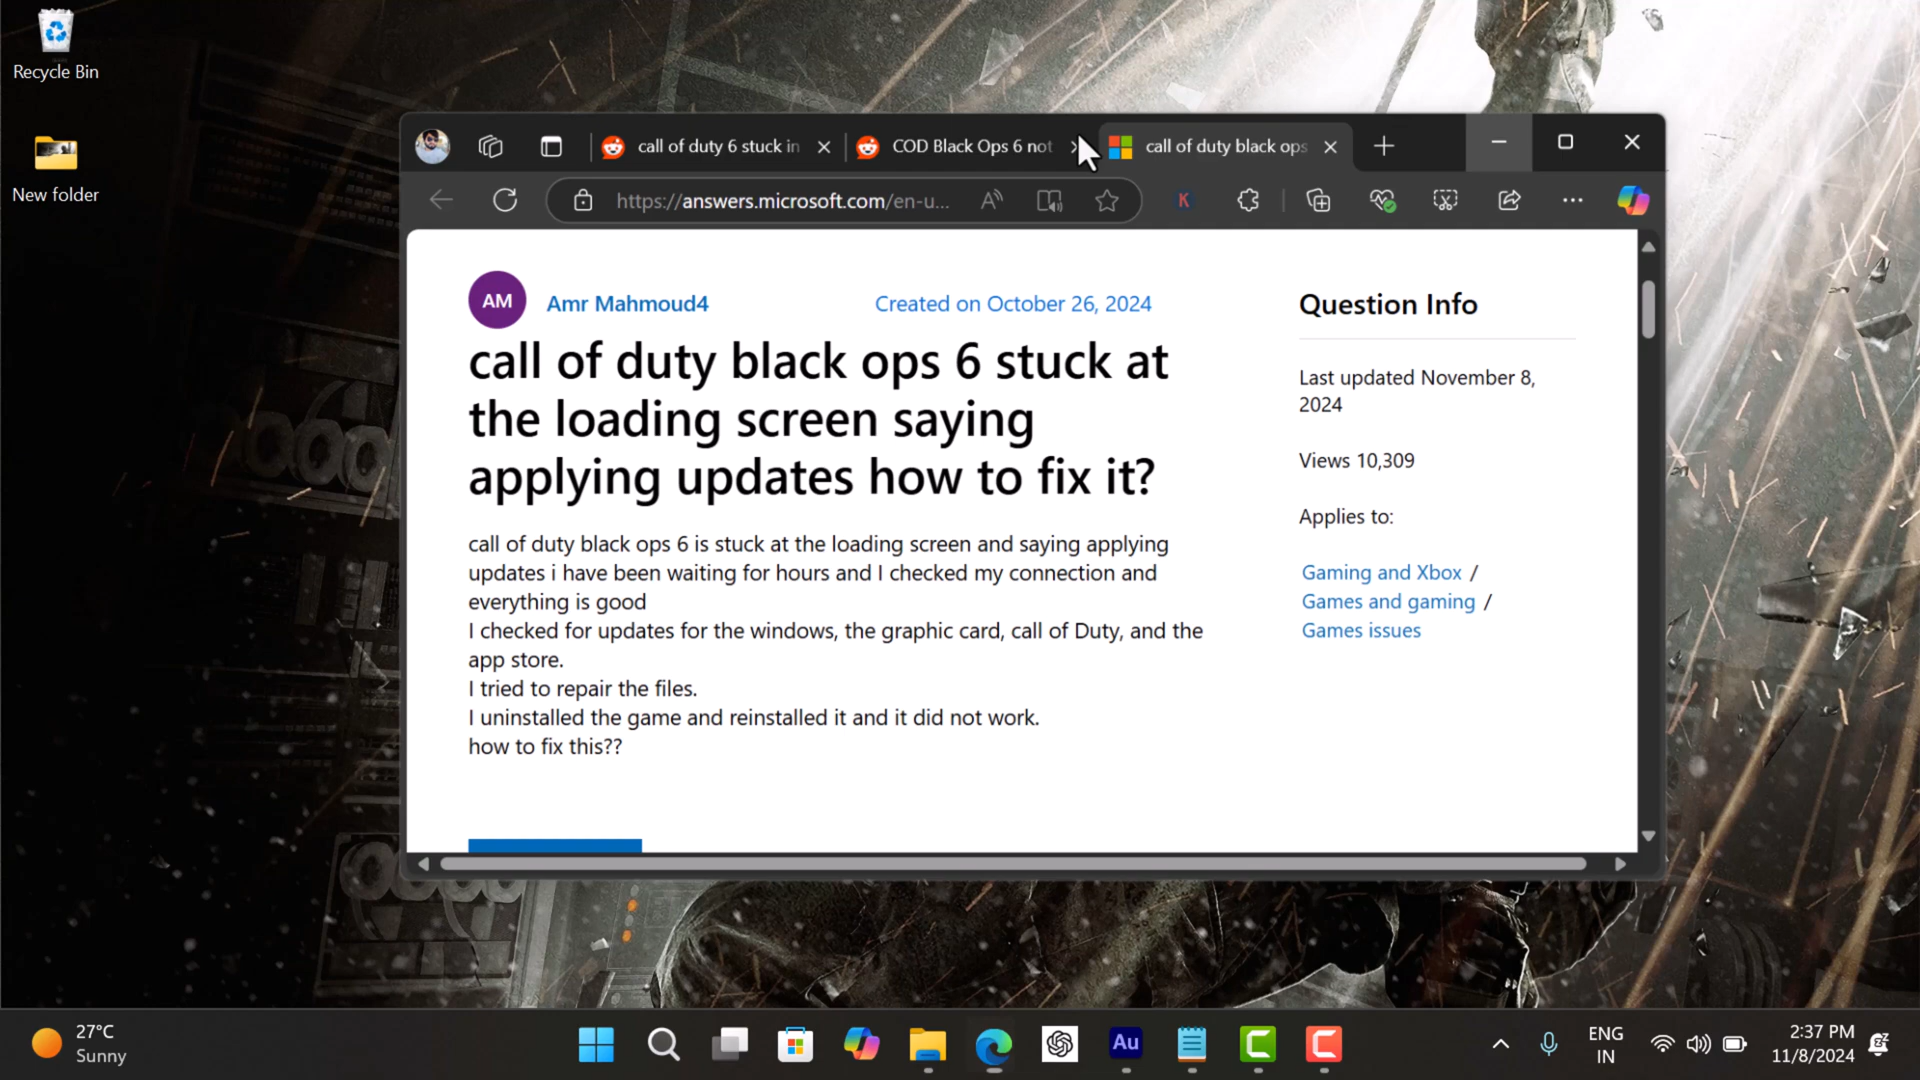 Recycle Bin
New folder
call of duty 6 stuck in
COD Black Ops 6 not
call of duty black ops
https://answers.microsoft.com/en-u...
K
AM
Amr Mahmoud4
Created on October 26, 2024
call of duty black ops 6 stuck at
the loading screen saying
applying updates how to fix it?
call of duty black ops 6 is stuck at the loading screen and saying applying
updates i have been waiting for hours and I checked my connection and
everything is good
I checked for updates for the windows, the graphic card, call of Duty, and the
app store.
I tried to repair the files.
I uninstalled the game and reinstalled it and it did not work.
how to fix this??
Question Info
Last updated November 8,
2024
Views 10,309
Applies to:
Gaming and Xbox /
Games and gaming /
Games issues
27°C
Sunny
Au
ENG
IN
2:37 PM
11/8/2024